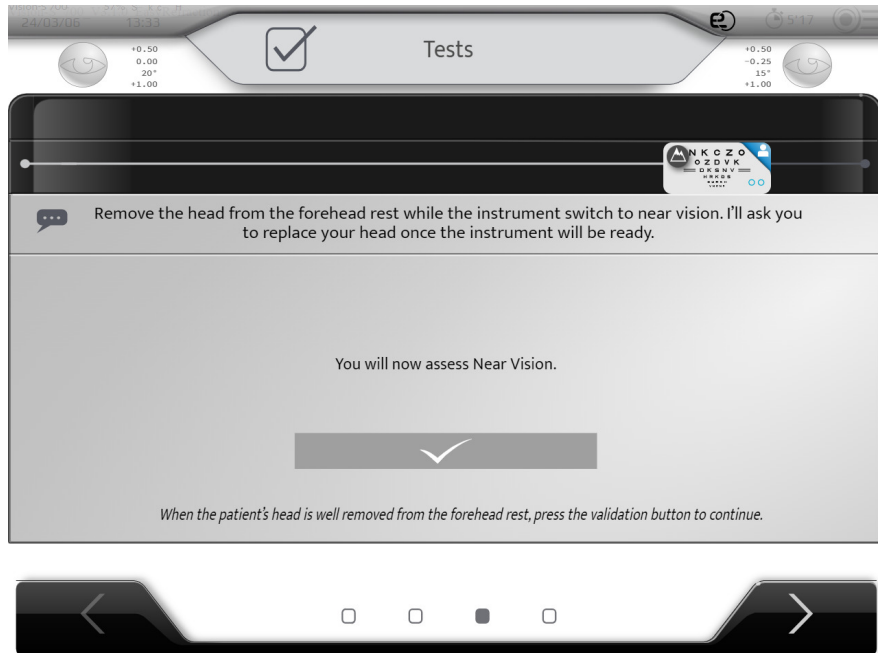 24/03/06 13:33
Tests
5'17
+0.50
0.00
20°
+1.00
+0.50
-0.25
15°
+1.00
N K C Z O
O Z D V K
D K S N V
H R K D S
Remove the head from the forehead rest while the instrument switch to near vision. I'll ask you
to replace your head once the instrument will be ready.
You will now assess Near Vision.
When the patient's head is well removed from the forehead rest, press the validation button to continue.